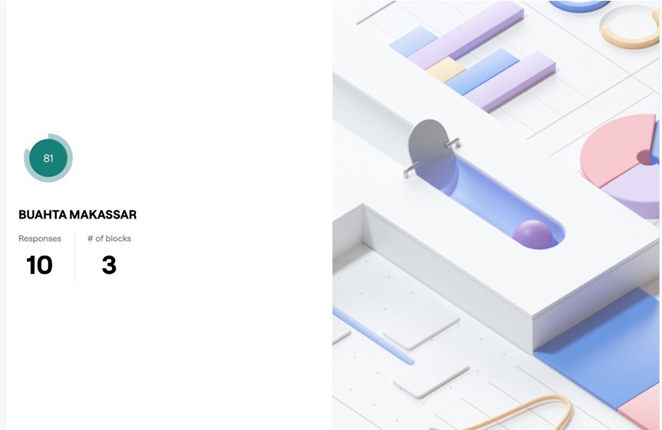 81
BUAHTA MAKASSAR
Responses # of blocks
10 3